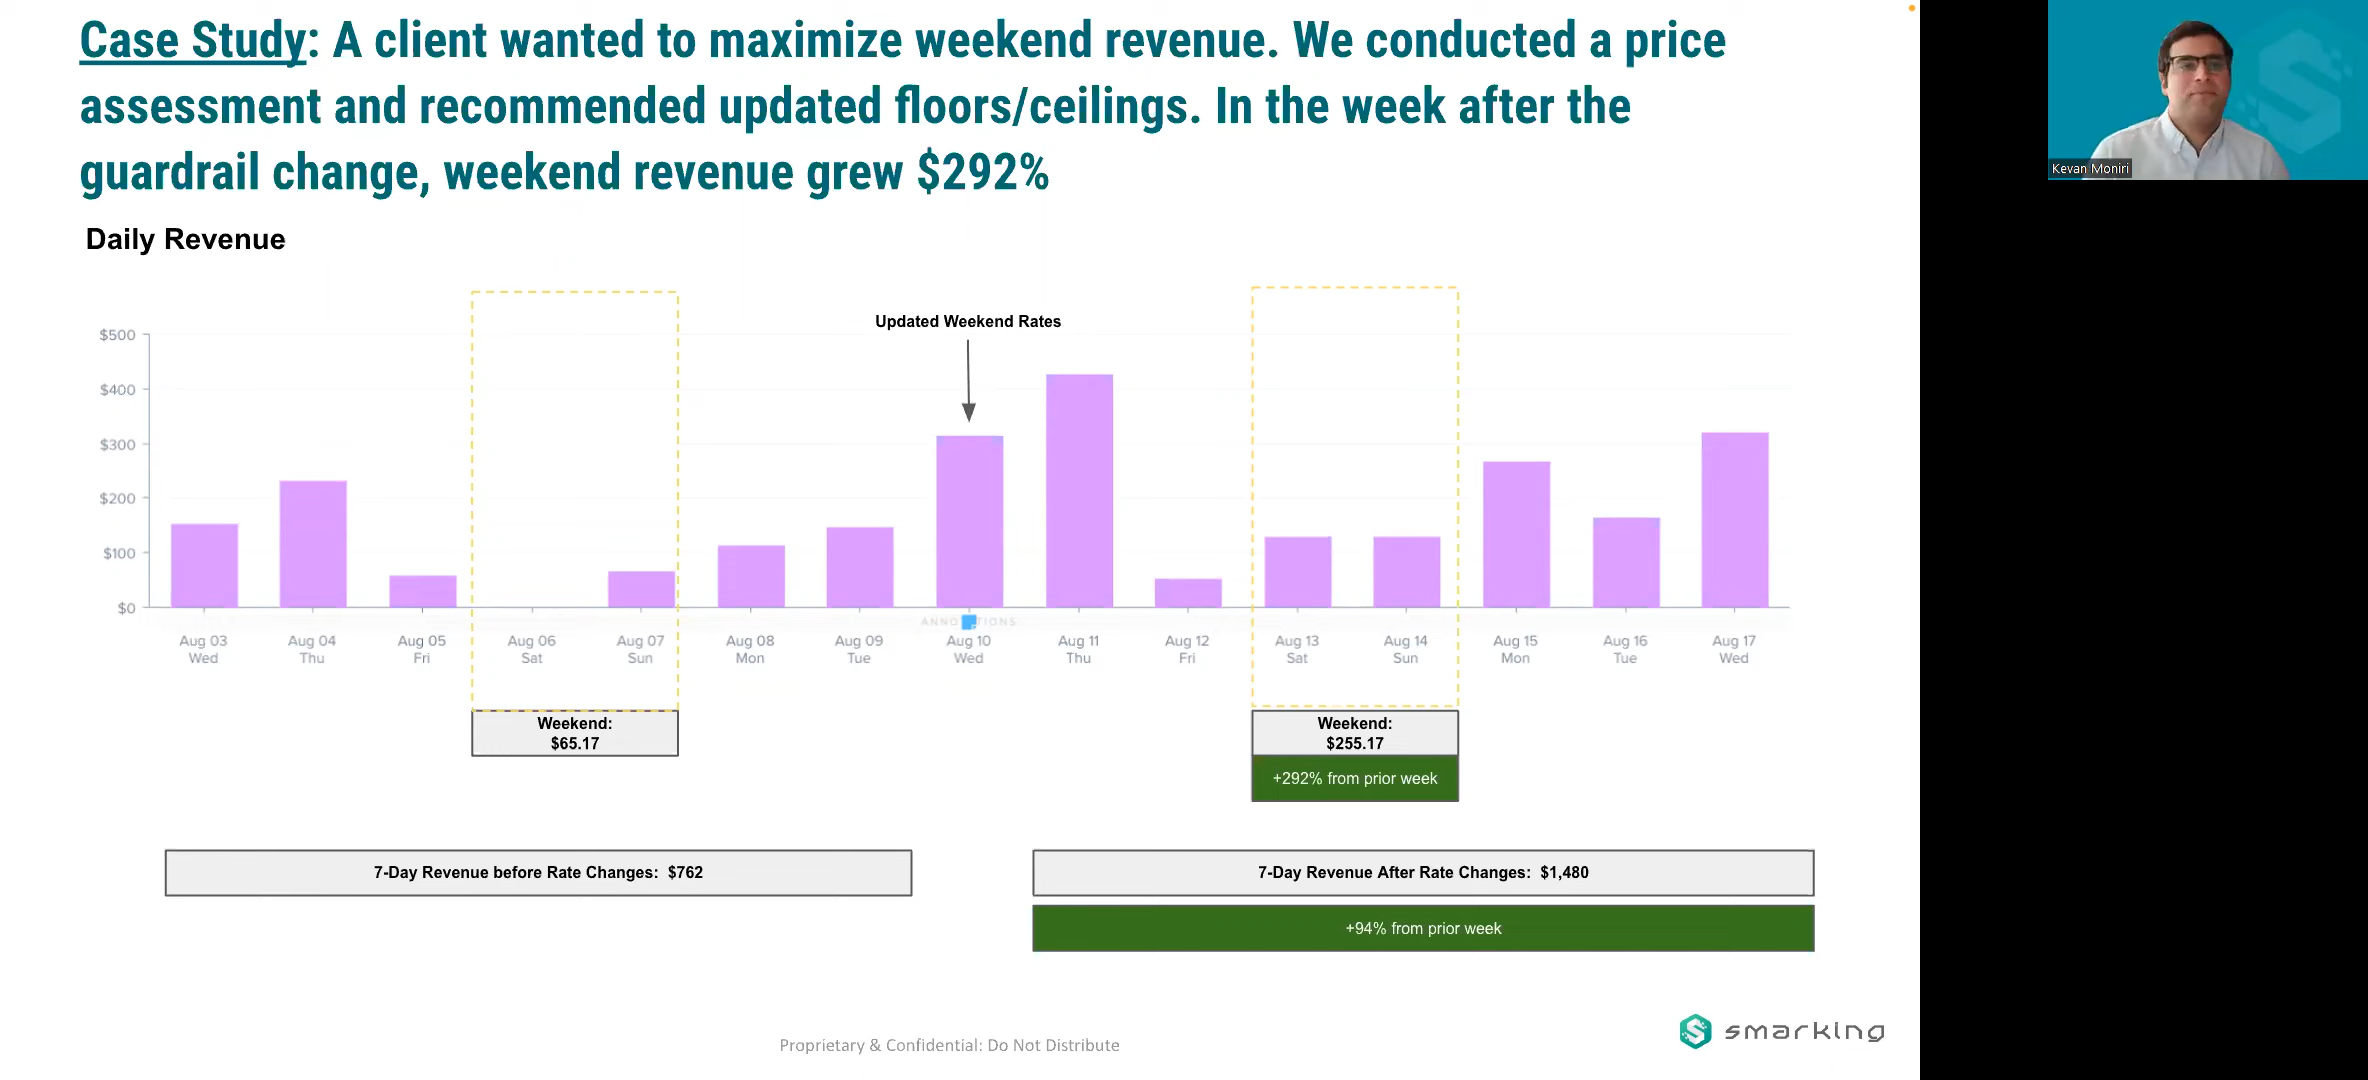 Case Study: A client wanted to maximize weekend revenue. We conducted a price
assessment and recommended updated floors/ceilings. In the week after the
guardrail change, weekend revenue grew $292%
Kevan Moniri
Daily Revenue
Updated Weekend Rates
$500
$400
$300
$200
$100
$0
Aug 03 Aug 04 Aug 05 Aug 06 Aug 07 Aug 08 Aug 09 Aug 10 Aug 11 Aug 12 Aug 13 Aug 14 Aug 15 Aug 16 Aug 17
Wed Thu Fri Sat Sun Mon Tue Wed Thu Fri Sat Sun Mon Tue Wed
Weekend:
$65.17
Weekend:
$255.17
+292% from prior week
7-Day Revenue before Rate Changes: $762
7-Day Revenue After Rate Changes: $1,480
+94% from prior week
Proprietary & Confidential: Do Not Distribute
smarking